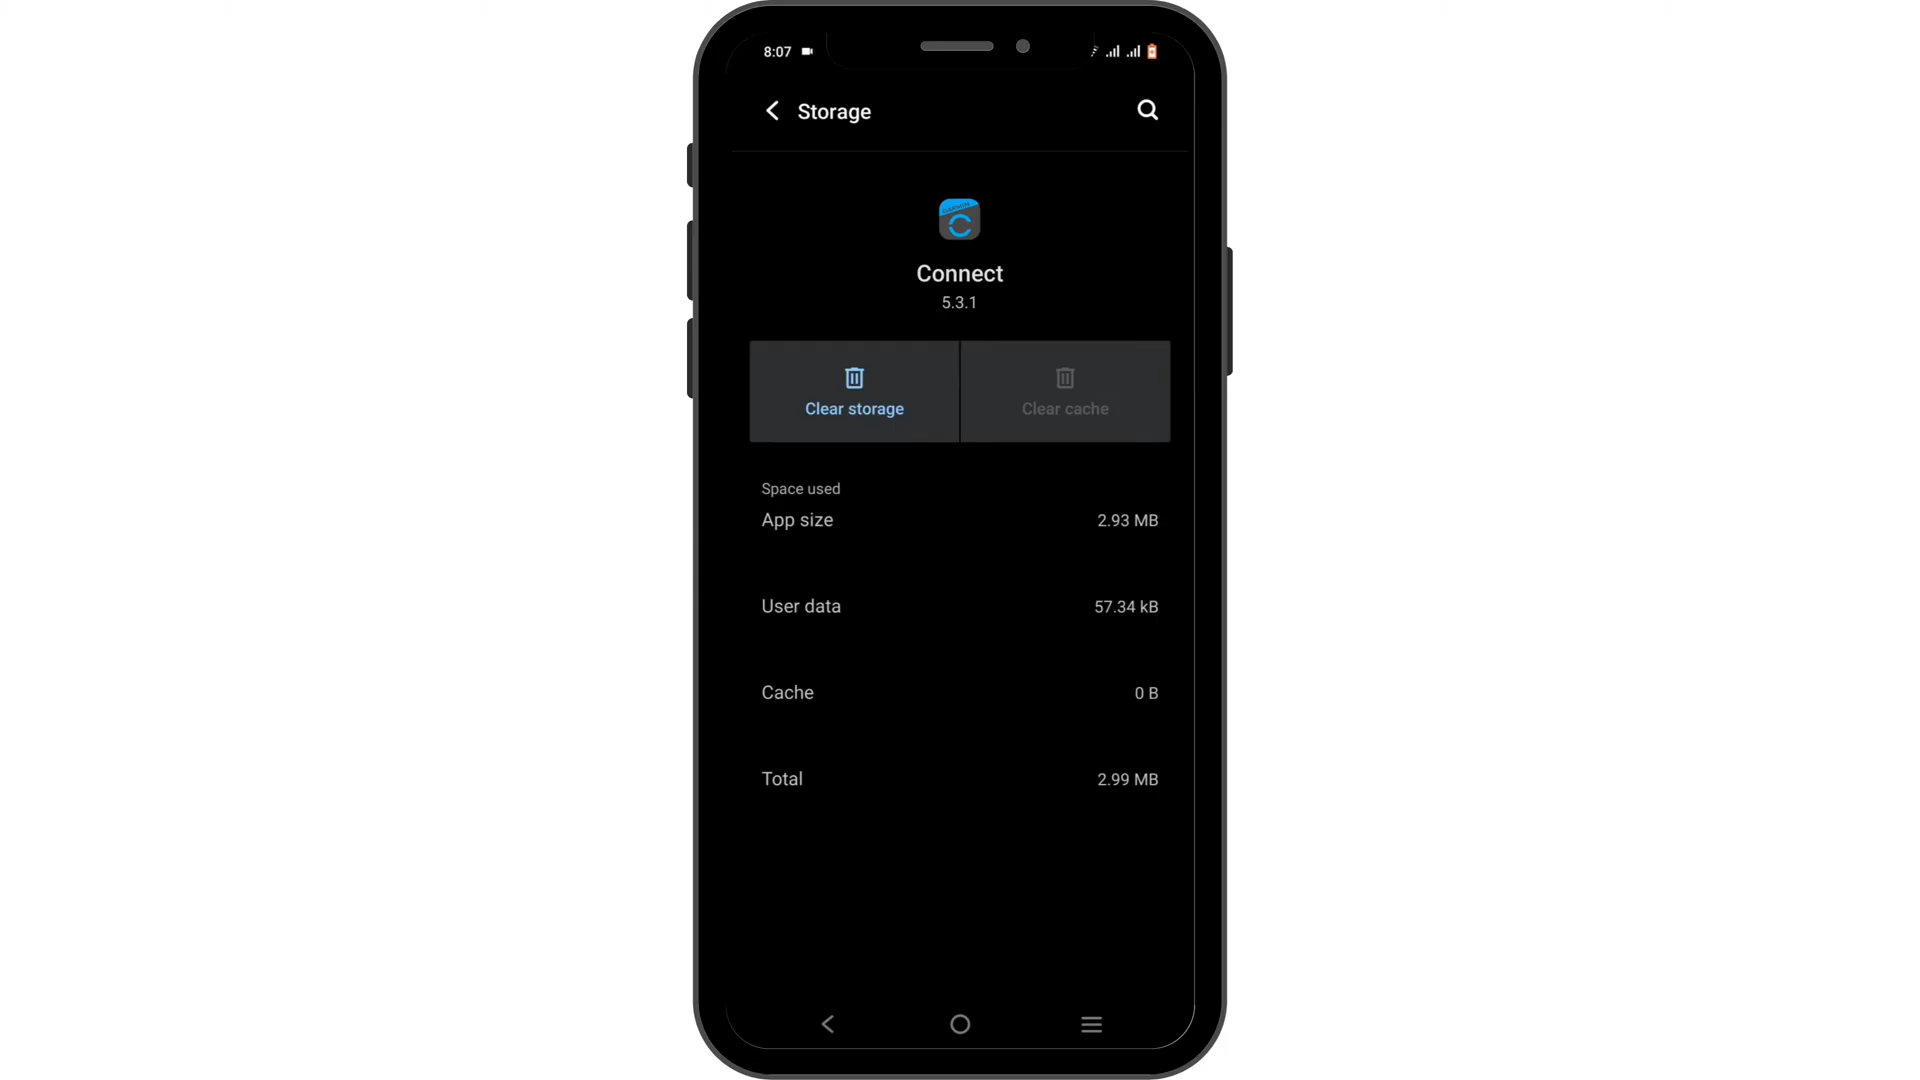 8:07
Storage
GARMIN
Connect
5.3.1
Clear storage
Clear cache
Space used
App size 2.93 MB
User data 57.34 kB
Cache 0 B
Total 2.99 MB